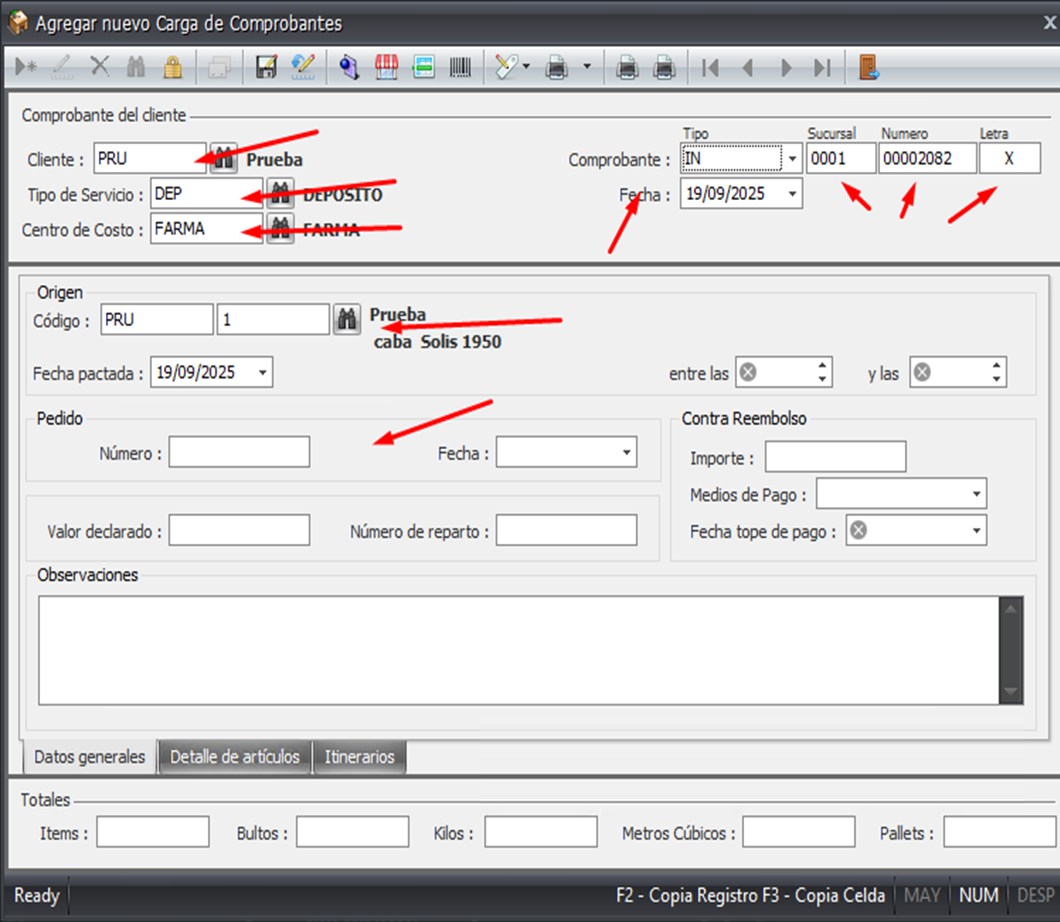 Agregar nuevo Carga de Comprobantes
Comprobante del cliente
Cliente : PRU Prueba
Tipo de Servicio : DEP DEPOSITO
Centro de Costo : FARMA FARMA
Tipo Sucursal Numero Letra
Comprobante : IN 0001 00002082 X
Fecha : 19/09/2025
Origen
Código : PRU 1 Prueba
caba Solis 1950
Fecha pactada : 19/09/2025 entre las y las
Pedido
Número : Fecha :
Contra Reembolso
Importe :
Medios de Pago :
Fecha tope de pago :
Valor declarado : Número de reparto :
Observaciones
Datos generales Detalle de artículos Itinerarios
Totales
Items : Bultos : Kilos : Metros Cúbicos : Pallets :
Ready F2 - Copia Registro F3 - Copia Celda MAY NUM DESP